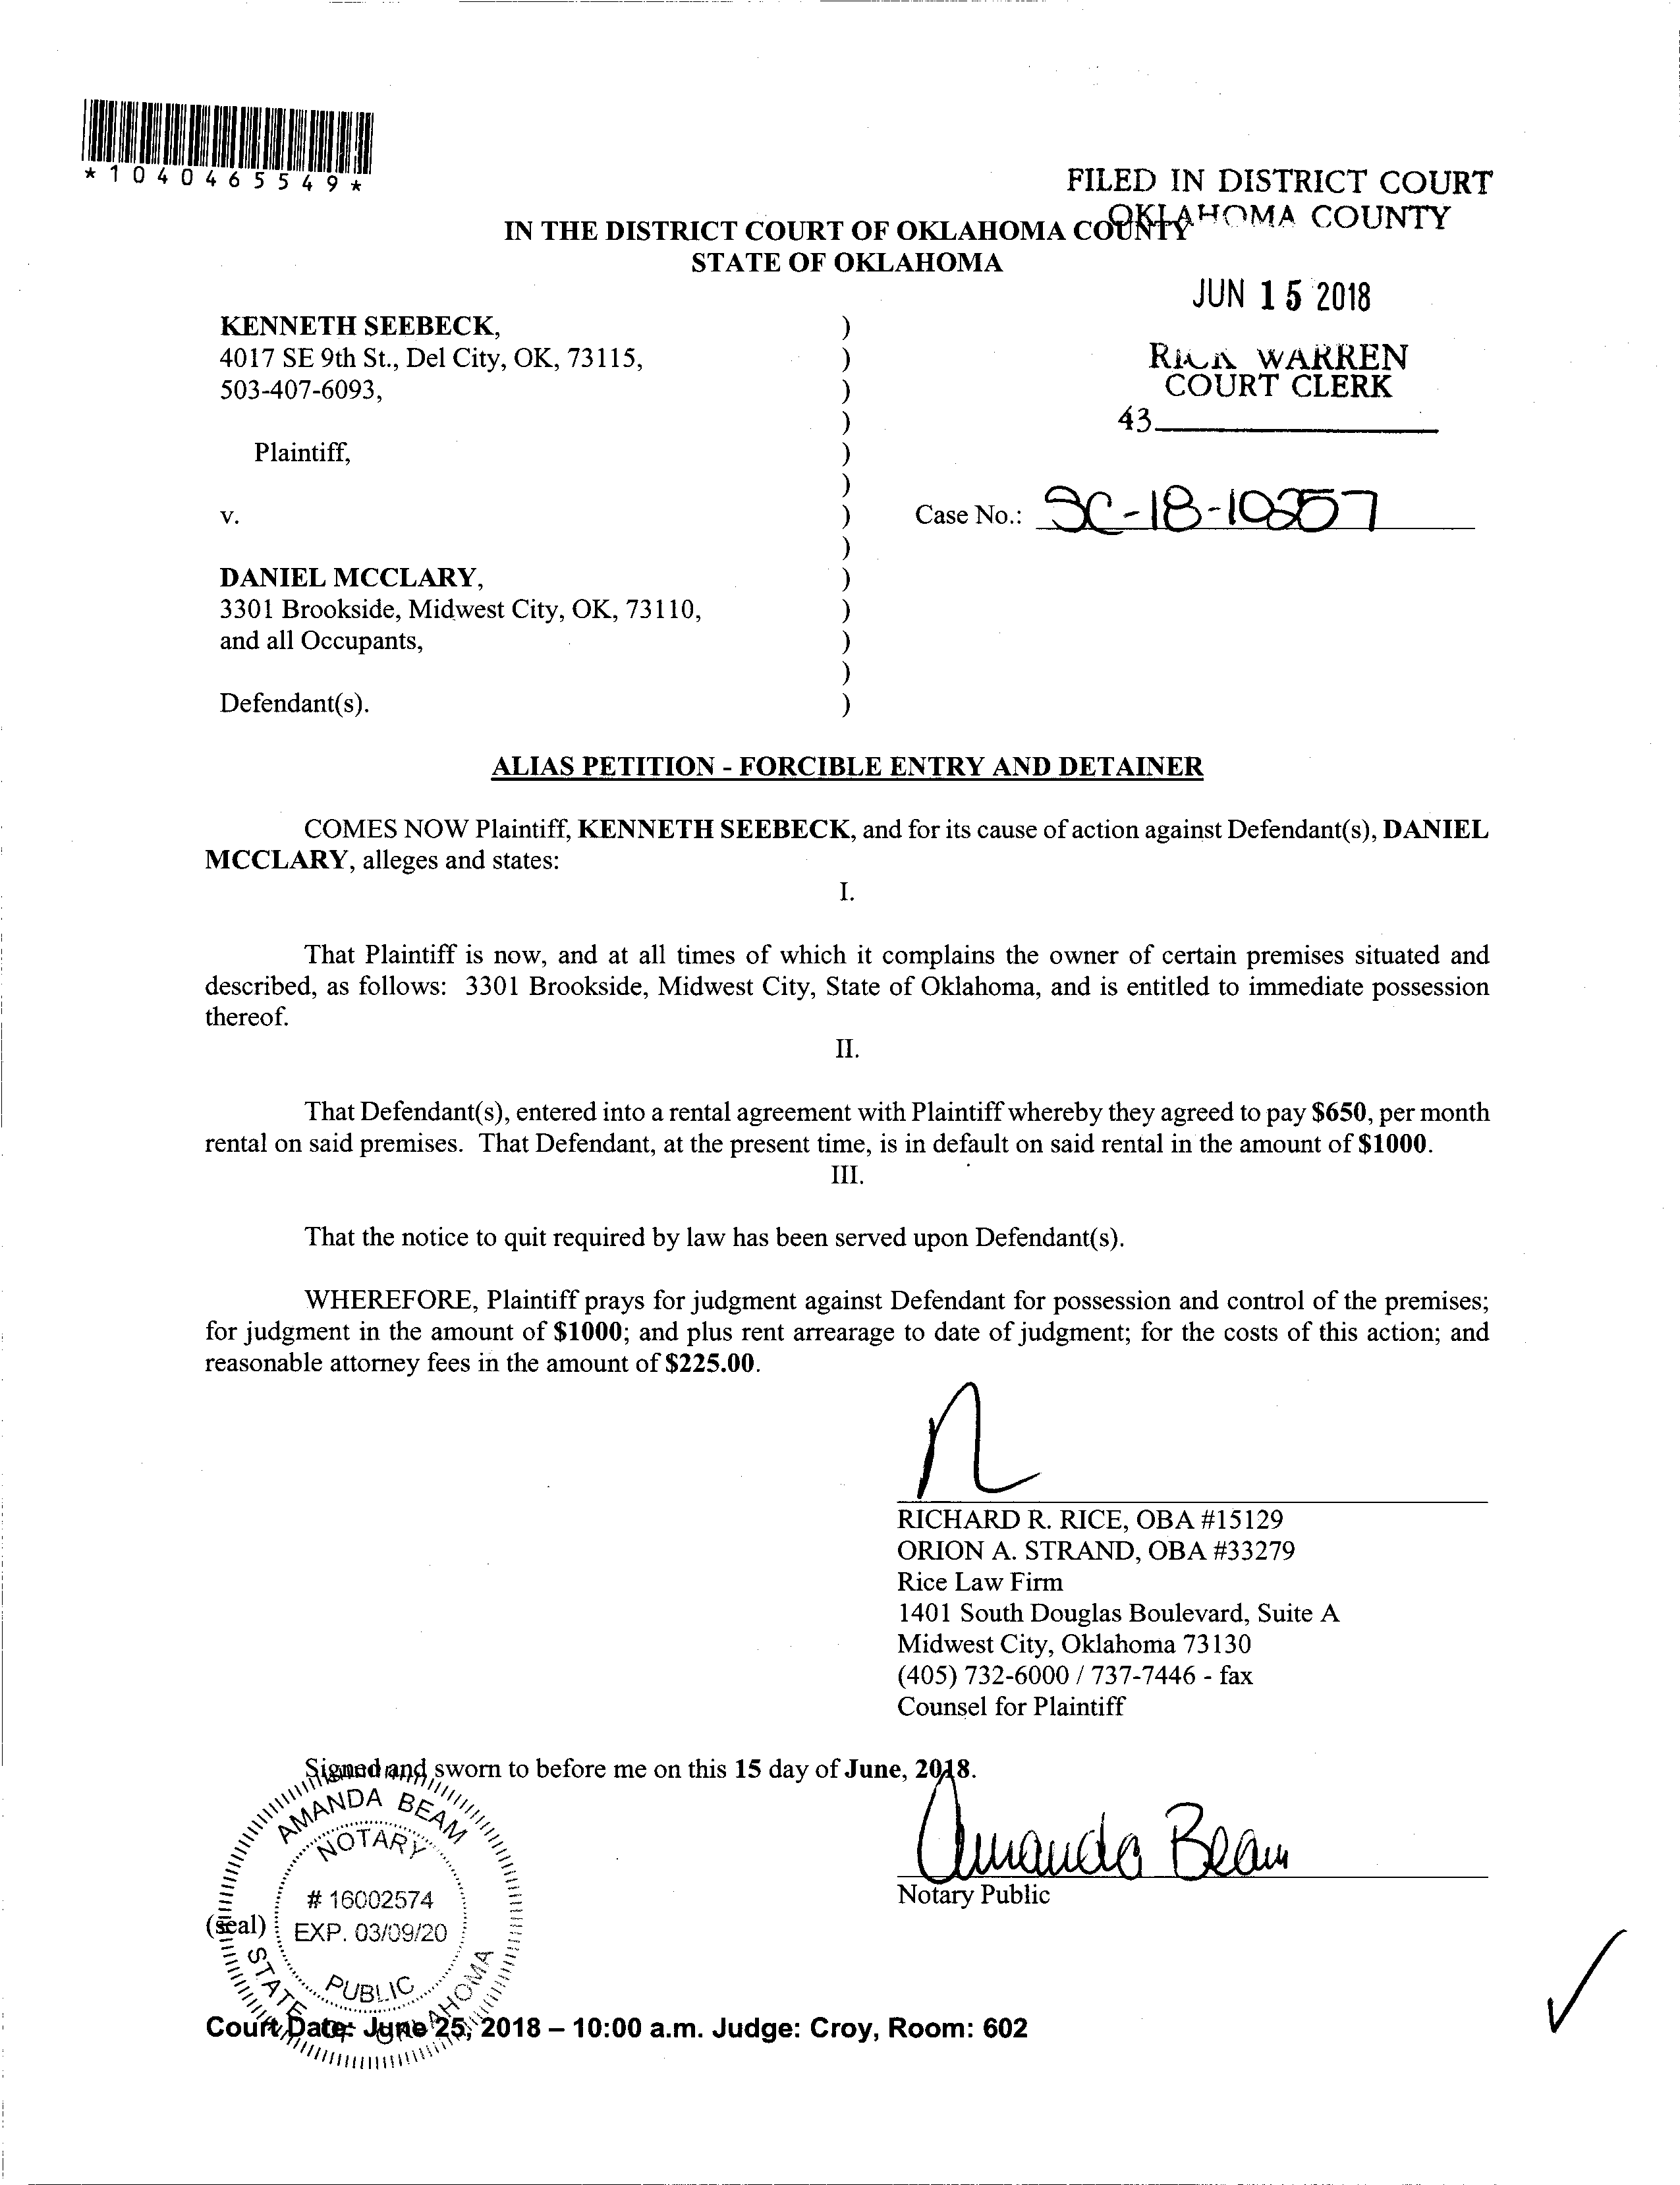 *1040465549*
FILED IN DISTRICT COURT
OKLAHOMA COUNTY
IN THE DISTRICT COURT OF OKLAHOMA COUNTY
STATE OF OKLAHOMA
JUN 15 2018
KENNETH SEEBECK, )
4017 SE 9th St., Del City, OK, 73115, )
503-407-6093, )
)
RICK WARREN
COURT CLERK
43
Plaintiff, )
)
v. )
Case No.: SC-18-10357
)
DANIEL MCCLARY, )
3301 Brookside, Midwest City, OK, 73110, )
and all Occupants, )
)
Defendant(s). )
ALIAS PETITION - FORCIBLE ENTRY AND DETAINER
COMES NOW Plaintiff, KENNETH SEEBECK, and for its cause of action against Defendant(s), DANIEL
MCCLARY, alleges and states:
I.
That Plaintiff is now, and at all times of which it complains the owner of certain premises situated and
described, as follows: 3301 Brookside, Midwest City, State of Oklahoma, and is entitled to immediate possession
thereof.
II.
That Defendant(s), entered into a rental agreement with Plaintiff whereby they agreed to pay $650, per month
rental on said premises. That Defendant, at the present time, is in default on said rental in the amount of $1000.
III.
That the notice to quit required by law has been served upon Defendant(s).
WHEREFORE, Plaintiff prays for judgment against Defendant for possession and control of the premises;
for judgment in the amount of $1000; and plus rent arrearage to date of judgment; for the costs of this action; and
reasonable attorney fees in the amount of $225.00.
RICHARD R. RICE, OBA #15129
ORION A. STRAND, OBA #33279
Rice Law Firm
1401 South Douglas Boulevard, Suite A
Midwest City, Oklahoma 73130
(405) 732-6000 / 737-7446 - fax
Counsel for Plaintiff
Signed and sworn to before me on this 15 day of June, 2018.
Amanda Beam
Notary Public
AMANDA BEAM
NOTARY
# 16002574
(seal)
EXP. 03/09/20
PUBLIC
STATE OF OKLAHOMA
Court Date: June 25, 2018 – 10:00 a.m. Judge: Croy, Room: 602